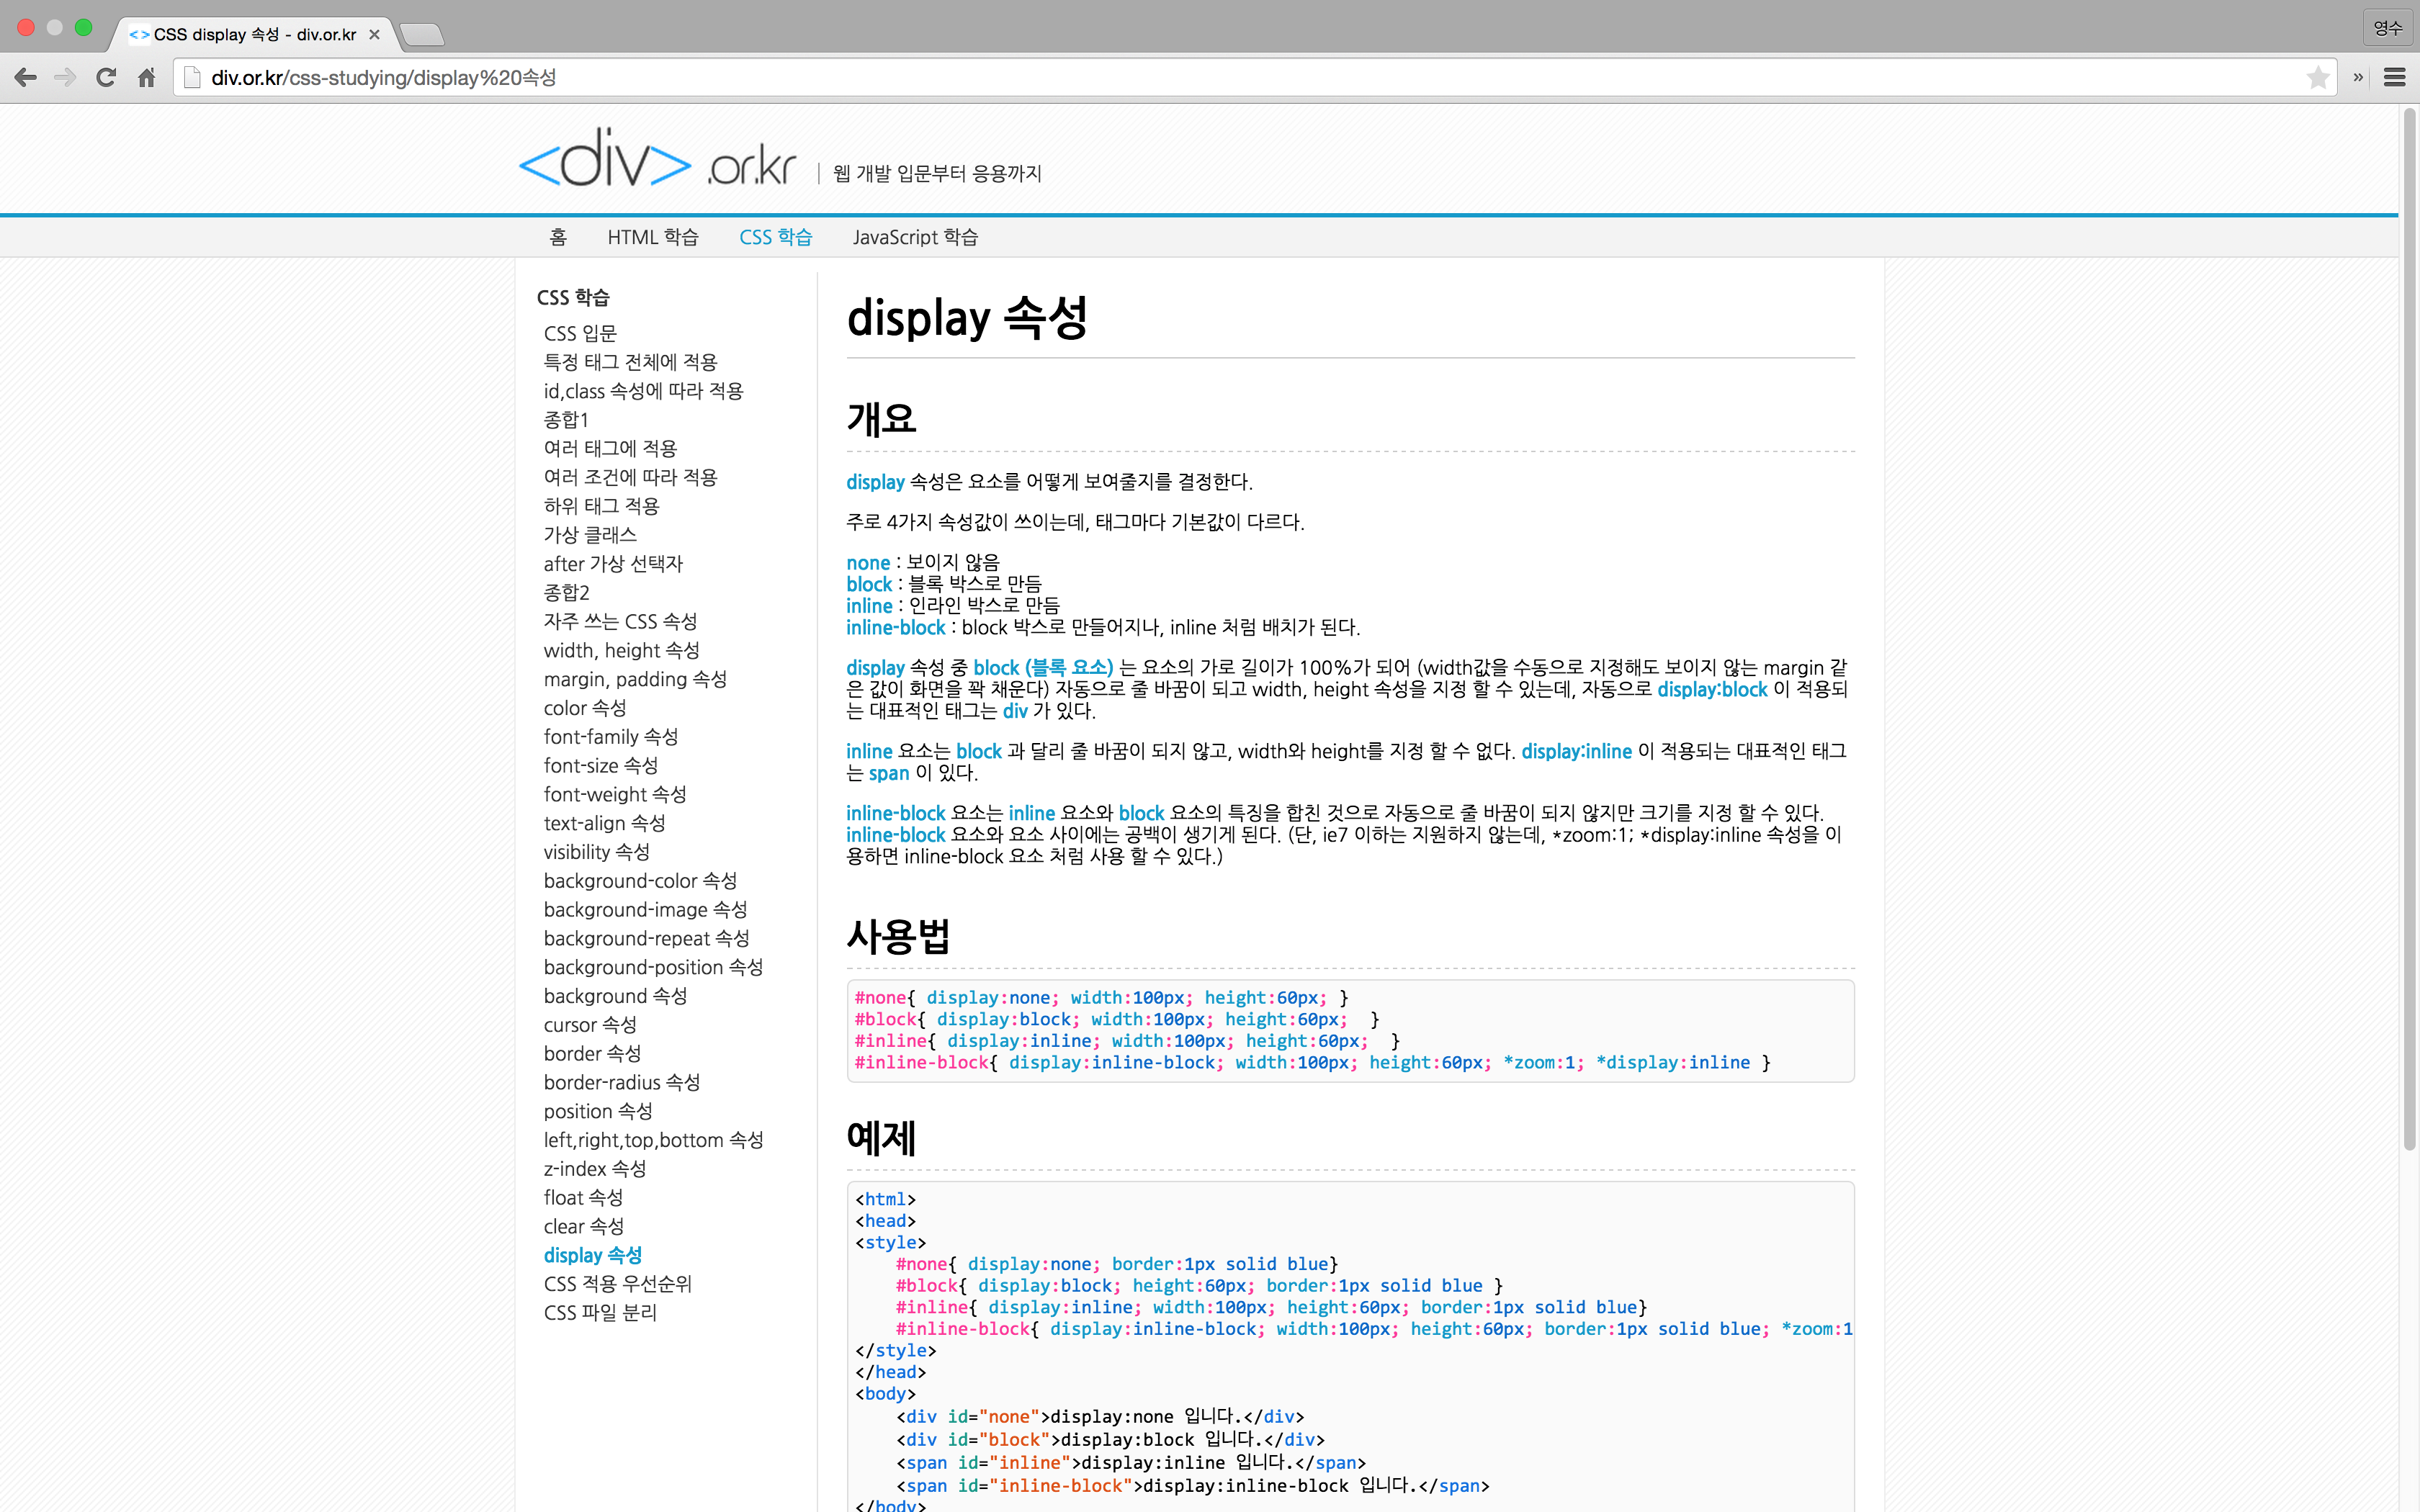 < > CSS display 속성 - div.or.kr ×
영수
div.or.kr/css-studying/display%20속성
»
<div> .or.kr | 웹 개발 입문부터 응용까지
홈 HTML 학습 CSS 학습 JavaScript 학습
CSS 학습
CSS 입문
특정 태그 전체에 적용
id,class 속성에 따라 적용
종합1
여러 태그에 적용
여러 조건에 따라 적용
하위 태그 적용
가상 클래스
after 가상 선택자
종합2
자주 쓰는 CSS 속성
width, height 속성
margin, padding 속성
color 속성
font-family 속성
font-size 속성
font-weight 속성
text-align 속성
visibility 속성
background-color 속성
background-image 속성
background-repeat 속성
background-position 속성
background 속성
cursor 속성
border 속성
border-radius 속성
position 속성
left,right,top,bottom 속성
z-index 속성
float 속성
clear 속성
display 속성
CSS 적용 우선순위
CSS 파일 분리
display 속성
개요
display 속성은 요소를 어떻게 보여줄지를 결정한다.
주로 4가지 속성값이 쓰이는데, 태그마다 기본값이 다르다.
none : 보이지 않음
block : 블록 박스로 만듬
inline : 인라인 박스로 만듬
inline-block : block 박스로 만들어지나, inline 처럼 배치가 된다.
display 속성 중 block (블록 요소) 는 요소의 가로 길이가 100%가 되어 (width값을 수동으로 지정해도 보이지 않는 margin 같
은 값이 화면을 꽉 채운다) 자동으로 줄 바꿈이 되고 width, height 속성을 지정 할 수 있는데, 자동으로 display:block 이 적용되
는 대표적인 태그는 div 가 있다.
inline 요소는 block 과 달리 줄 바꿈이 되지 않고, width와 height를 지정 할 수 없다. display:inline 이 적용되는 대표적인 태그
는 span 이 있다.
inline-block 요소는 inline 요소와 block 요소의 특징을 합친 것으로 자동으로 줄 바꿈이 되지 않지만 크기를 지정 할 수 있다.
inline-block 요소와 요소 사이에는 공백이 생기게 된다. (단, ie7 이하는 지원하지 않는데, *zoom:1; *display:inline 속성을 이
용하면 inline-block 요소 처럼 사용 할 수 있다.)
사용법
#none{ display:none; width:100px; height:60px; }
#block{ display:block; width:100px; height:60px;  }
#inline{ display:inline; width:100px; height:60px;  }
#inline-block{ display:inline-block; width:100px; height:60px; *zoom:1; *display:inline }
예제
<html>
<head>
<style>
    #none{ display:none; border:1px solid blue}
    #block{ display:block; height:60px; border:1px solid blue }
    #inline{ display:inline; width:100px; height:60px; border:1px solid blue}
    #inline-block{ display:inline-block; width:100px; height:60px; border:1px solid blue; *zoom:1
</style>
</head>
<body>
    <div id="none">display:none 입니다.</div>
    <div id="block">display:block 입니다.</div>
    <span id="inline">display:inline 입니다.</span>
    <span id="inline-block">display:inline-block 입니다.</span>
</body>